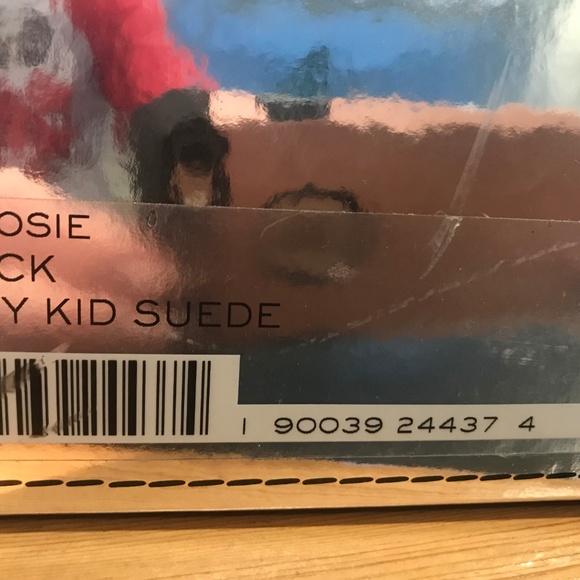 OSIE
CK
Y KID SUEDE
1 90039 24437 4